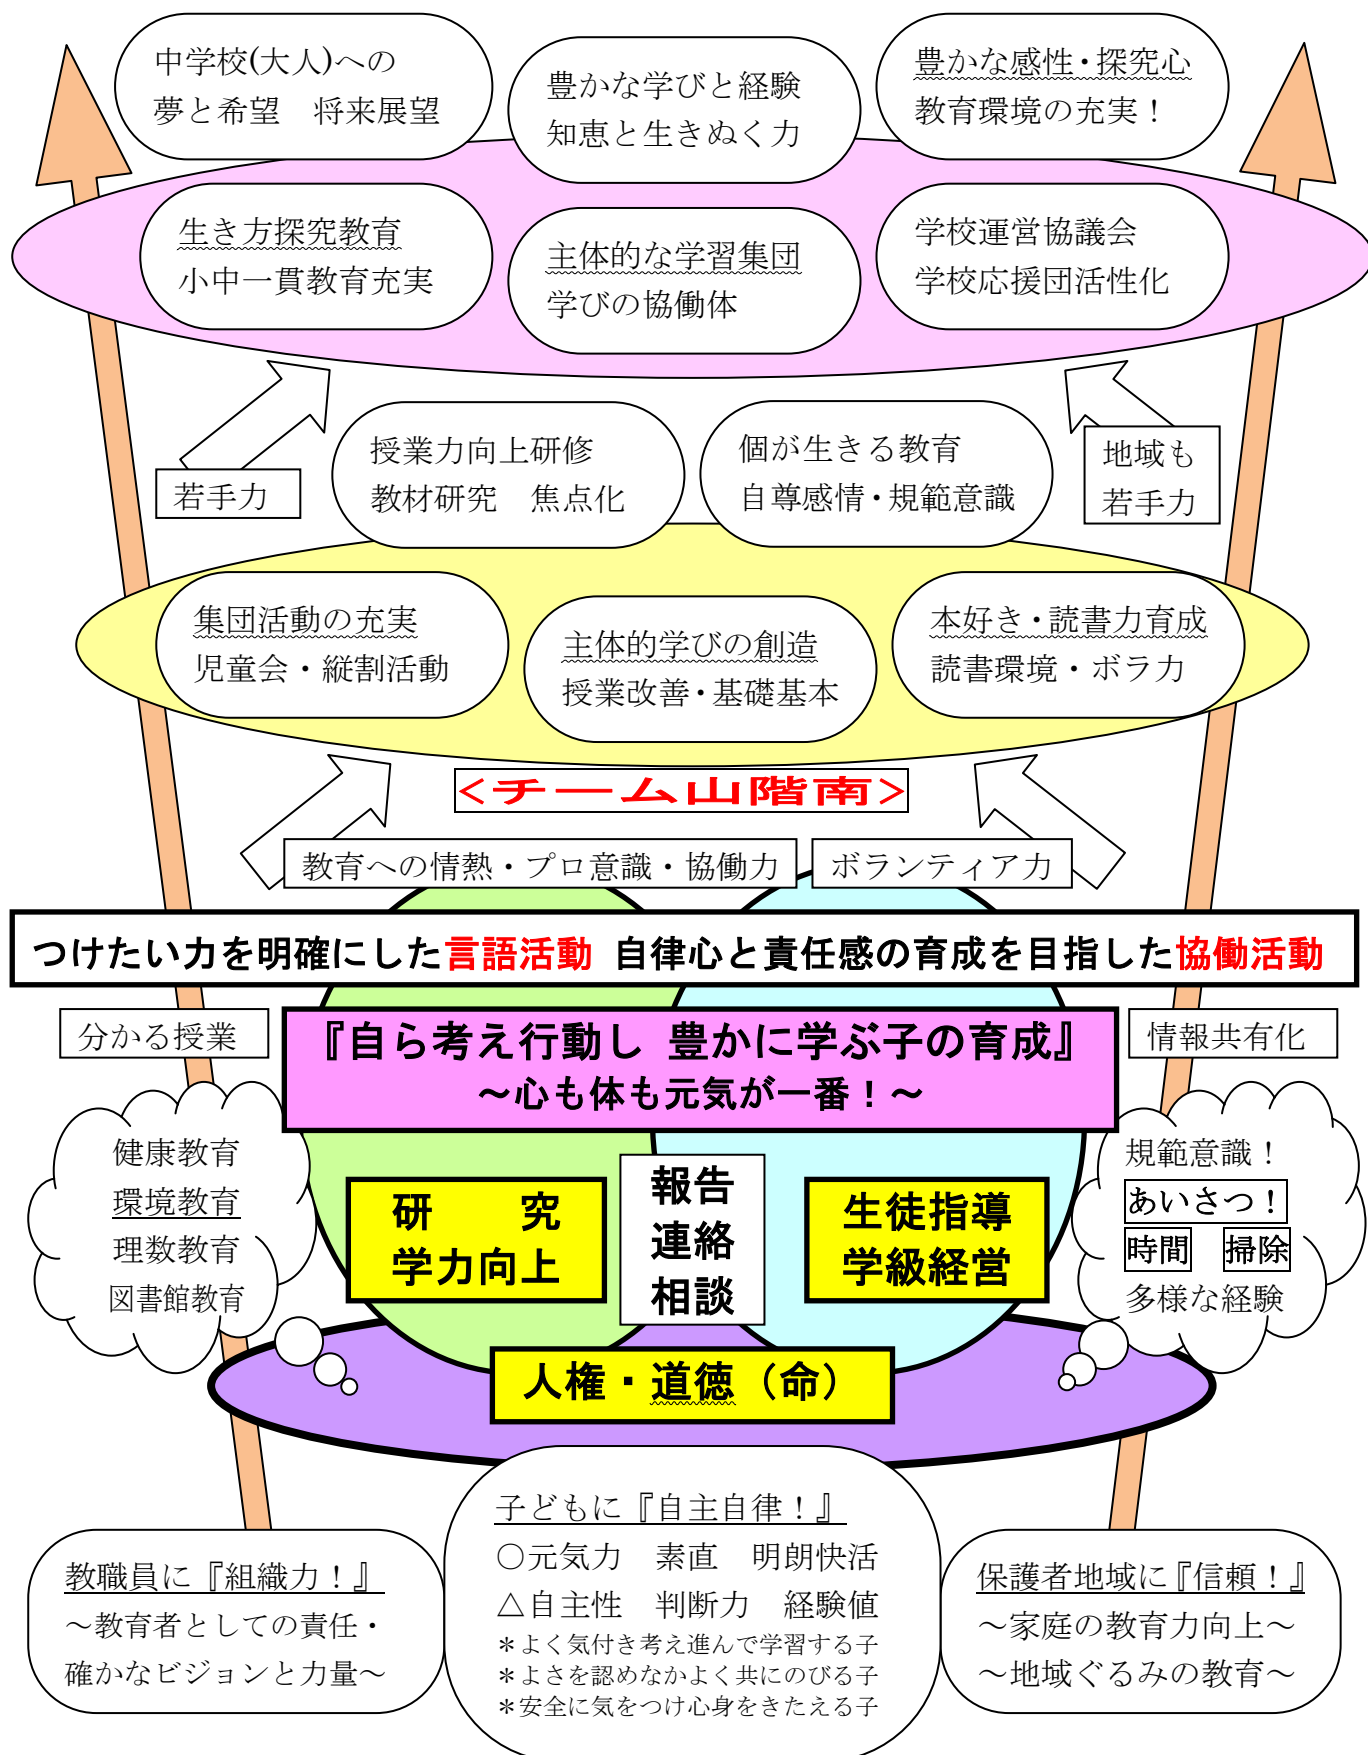 中学校(大人)への
夢と希望　将来展望
豊かな学びと経験
知恵と生きぬく力
豊かな感性・探究心
教育環境の充実！
生き方探究教育
小中一貫教育充実
主体的な学習集団
学びの協働体
学校運営協議会
学校応援団活性化
若手力
授業力向上研修
教材研究　焦点化
個が生きる教育
自尊感情・規範意識
地域も
若手力
集団活動の充実
児童会・縦割活動
主体的学びの創造
授業改善・基礎基本
本好き・読書力育成
読書環境・ボラ力
＜チーム山階南＞
教育への情熱・プロ意識・協働力
ボランティア力
つけたい力を明確にした言語活動 自律心と責任感の育成を目指した協働活動
分かる授業
『自ら考え行動し 豊かに学ぶ子の育成』
～心も体も元気が一番！～
情報共有化
健康教育
環境教育
理数教育
図書館教育
研　　究
学力向上
報告
連絡
相談
生徒指導
学級経営
規範意識！
あいさつ！
時間　掃除
多様な経験
人権・道徳（命）
教職員に『組織力！』
～教育者としての責任・
確かなビジョンと力量～
子どもに『自主自律！』
○元気力　素直　明朗快活
△自主性　判断力　経験値
＊よく気付き考え進んで学習する子
＊よさを認めなかよく共にのびる子
＊安全に気をつけ心身をきたえる子
保護者地域に『信頼！』
～家庭の教育力向上～
～地域ぐるみの教育～